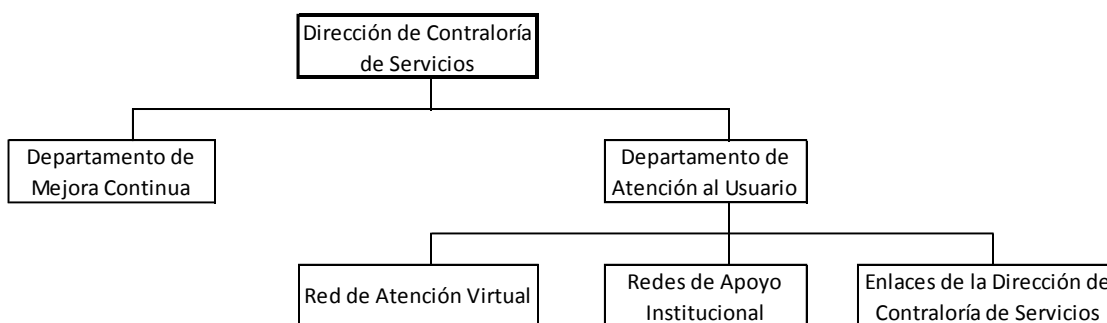 Dirección de Contraloría
de Servicios
Departamento de
Mejora Continua
Departamento de
Atención al Usuario
Red de Atención Virtual
Redes de Apoyo
Institucional
Enlaces de la Dirección de
Contraloría de Servicios